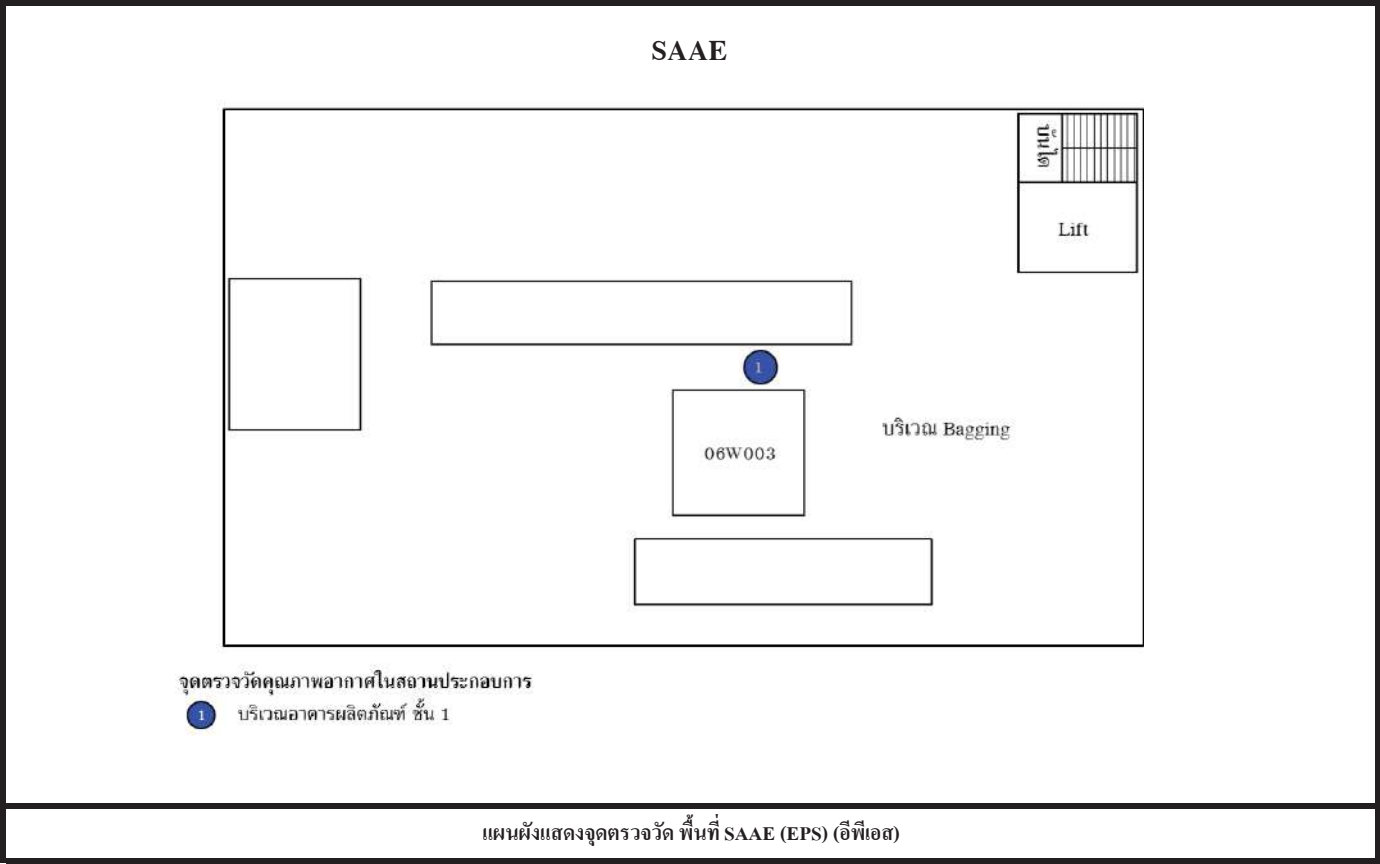 SAAE
บันได
Lift
1
บริเวณ Bagging
06W003
จุดตรวจวัดคุณภาพอากาศในสถานประกอบการ
1 บริเวณอาคารผลิตภัณฑ์ ชั้น 1
แผนผังแสดงจุดตรวจวัด พื้นที่ SAAE (EPS) (อีพีเอส)